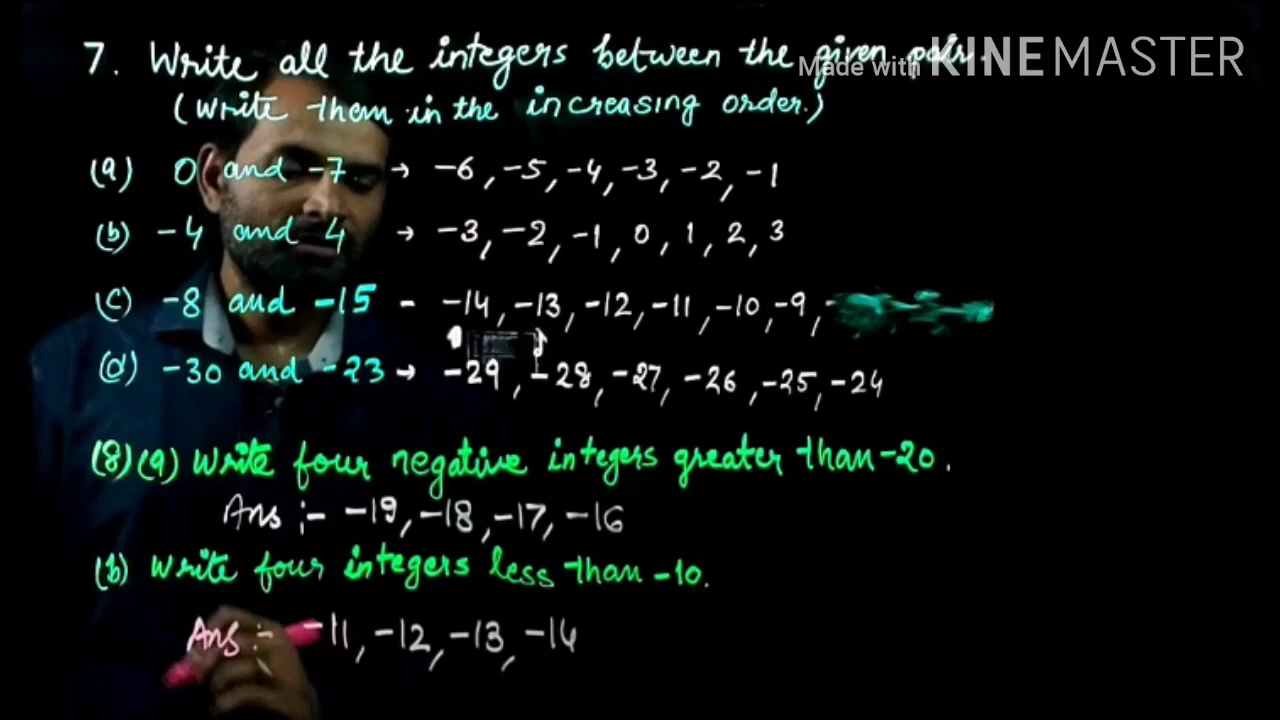 7. Write all the integers between the given pair.
Made with KINEMASTER
(Write them in the increasing order.)
(a) 0 and -7 → -6, -5, -4, -3, -2, -1
(b) -4 and 4 → -3, -2, -1, 0, 1, 2, 3
(c) -8 and -15 - -14, -13, -12, -11, -10, -9,
(d) -30 and -23 → -29, -28, -27, -26, -25, -24
(8)(a) Write four negative integers greater than -20.
Ans :- -19, -18, -17, -16
(b) Write four integers less than -10.
Ans :- -11, -12, -13, -14